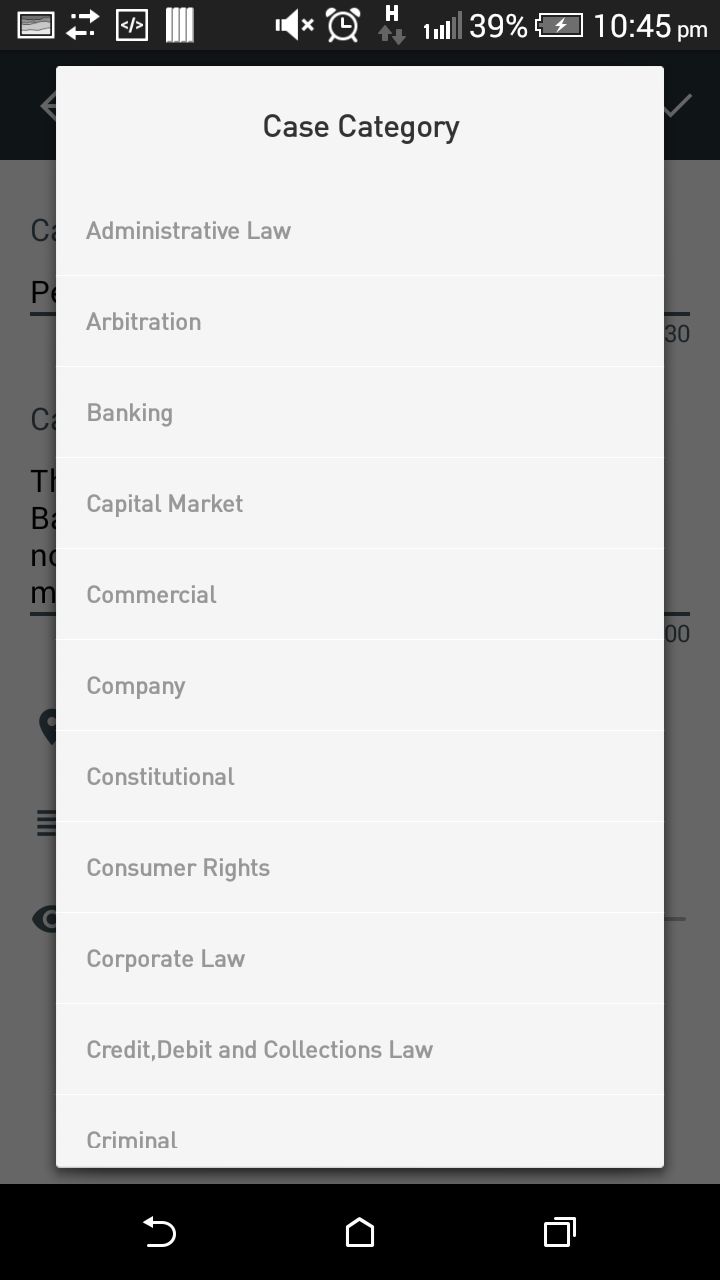 H
1 39% 10:45 pm
Case Category
Ca
Administrative Law
Pe
Arbitration
30
Banking
Ca
Th
Capital Market
Ba
no
Commercial
m
00
Company
Constitutional
Consumer Rights
Corporate Law
Credit,Debit and Collections Law
Criminal